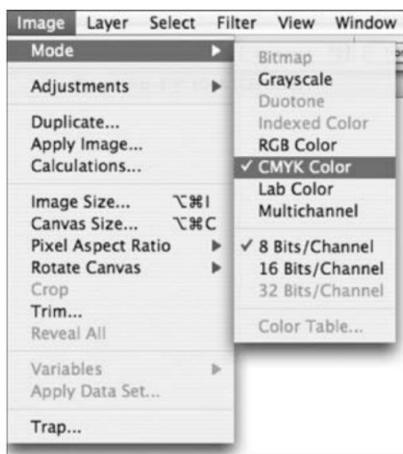 Image Layer Select Filter View Window
Mode
Adjustments
Duplicate...
Apply Image...
Calculations...
Image Size... ⌥⌘I
Canvas Size... ⌥⌘C
Pixel Aspect Ratio
Rotate Canvas
Crop
Trim...
Reveal All
Variables
Apply Data Set...
Trap...
Bitmap
Grayscale
Duotone
Indexed Color
RGB Color
✓ CMYK Color
Lab Color
Multichannel
✓ 8 Bits/Channel
16 Bits/Channel
32 Bits/Channel
Color Table...